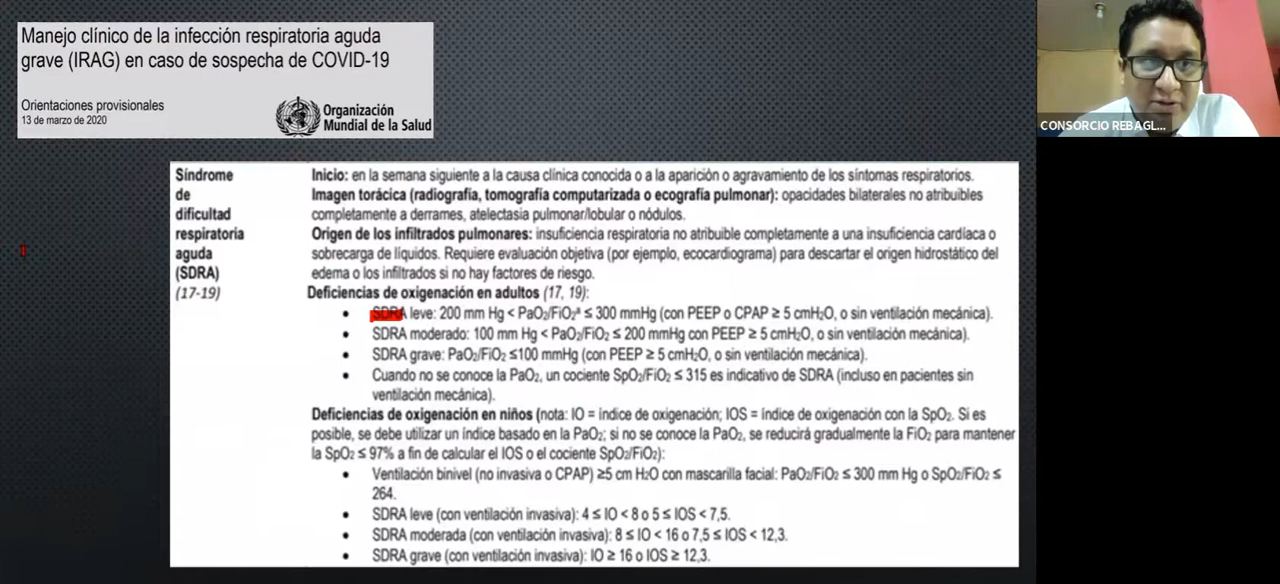 Manejo clínico de la infección respiratoria aguda
grave (IRAG) en caso de sospecha de COVID-19
Orientaciones provisionales
13 de marzo de 2020
Organización
Mundial de la Salud
CONSORCIO REBAGL...
Síndrome
de
dificultad
respiratoria
aguda
(SDRA)
(17-19)
Inicio: en la semana siguiente a la causa clínica conocida o a la aparición o agravamiento de los síntomas respiratorios.
Imagen torácica (radiografía, tomografía computarizada o ecografía pulmonar): opacidades bilaterales no atribuibles
completamente a derrames, atelectasia pulmonar/lobular o nódulos.
Origen de los infiltrados pulmonares: insuficiencia respiratoria no atribuible completamente a una insuficiencia cardíaca o
sobrecarga de líquidos. Requiere evaluación objetiva (por ejemplo, ecocardiograma) para descartar el origen hidrostático del
edema o los infiltrados si no hay factores de riesgo.
Deficiencias de oxigenación en adultos (17, 19):
• SDRA leve: 200 mm Hg < PaO₂/FiO₂ᵃ ≤ 300 mmHg (con PEEP o CPAP ≥ 5 cmH₂O, o sin ventilación mecánica).
• SDRA moderado: 100 mm Hg < PaO₂/FiO₂ ≤ 200 mmHg con PEEP ≥ 5 cmH₂O, o sin ventilación mecánica).
• SDRA grave: PaO₂/FiO₂ ≤100 mmHg (con PEEP ≥ 5 cmH₂O, o sin ventilación mecánica).
• Cuando no se conoce la PaO₂, un cociente SpO₂/FiO₂ ≤ 315 es indicativo de SDRA (incluso en pacientes sin
ventilación mecánica).
Deficiencias de oxigenación en niños (nota: IO = índice de oxigenación; IOS = índice de oxigenación con la SpO₂. Si es
posible, se debe utilizar un índice basado en la PaO₂; si no se conoce la PaO₂, se reducirá gradualmente la FiO₂ para mantener
la SpO₂ ≤ 97% a fin de calcular el IOS o el cociente SpO₂/FiO₂):
• Ventilación binivel (no invasiva o CPAP) ≥5 cm H₂O con mascarilla facial: PaO₂/FiO₂ ≤ 300 mm Hg o SpO₂/FiO₂ ≤
264.
• SDRA leve (con ventilación invasiva): 4 ≤ IO < 8 o 5 ≤ IOS < 7,5.
• SDRA moderada (con ventilación invasiva): 8 ≤ IO < 16 o 7,5 ≤ IOS < 12,3.
• SDRA grave (con ventilación invasiva): IO ≥ 16 o IOS ≥ 12,3.